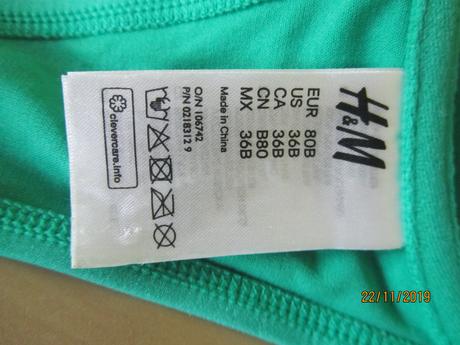 H&M
EUR 80B
US 36B
CA 36B
CN B80
MX 36B
Made in China
O/N 106742
P/N 0218312 9
clevercare.info
22/11/2019